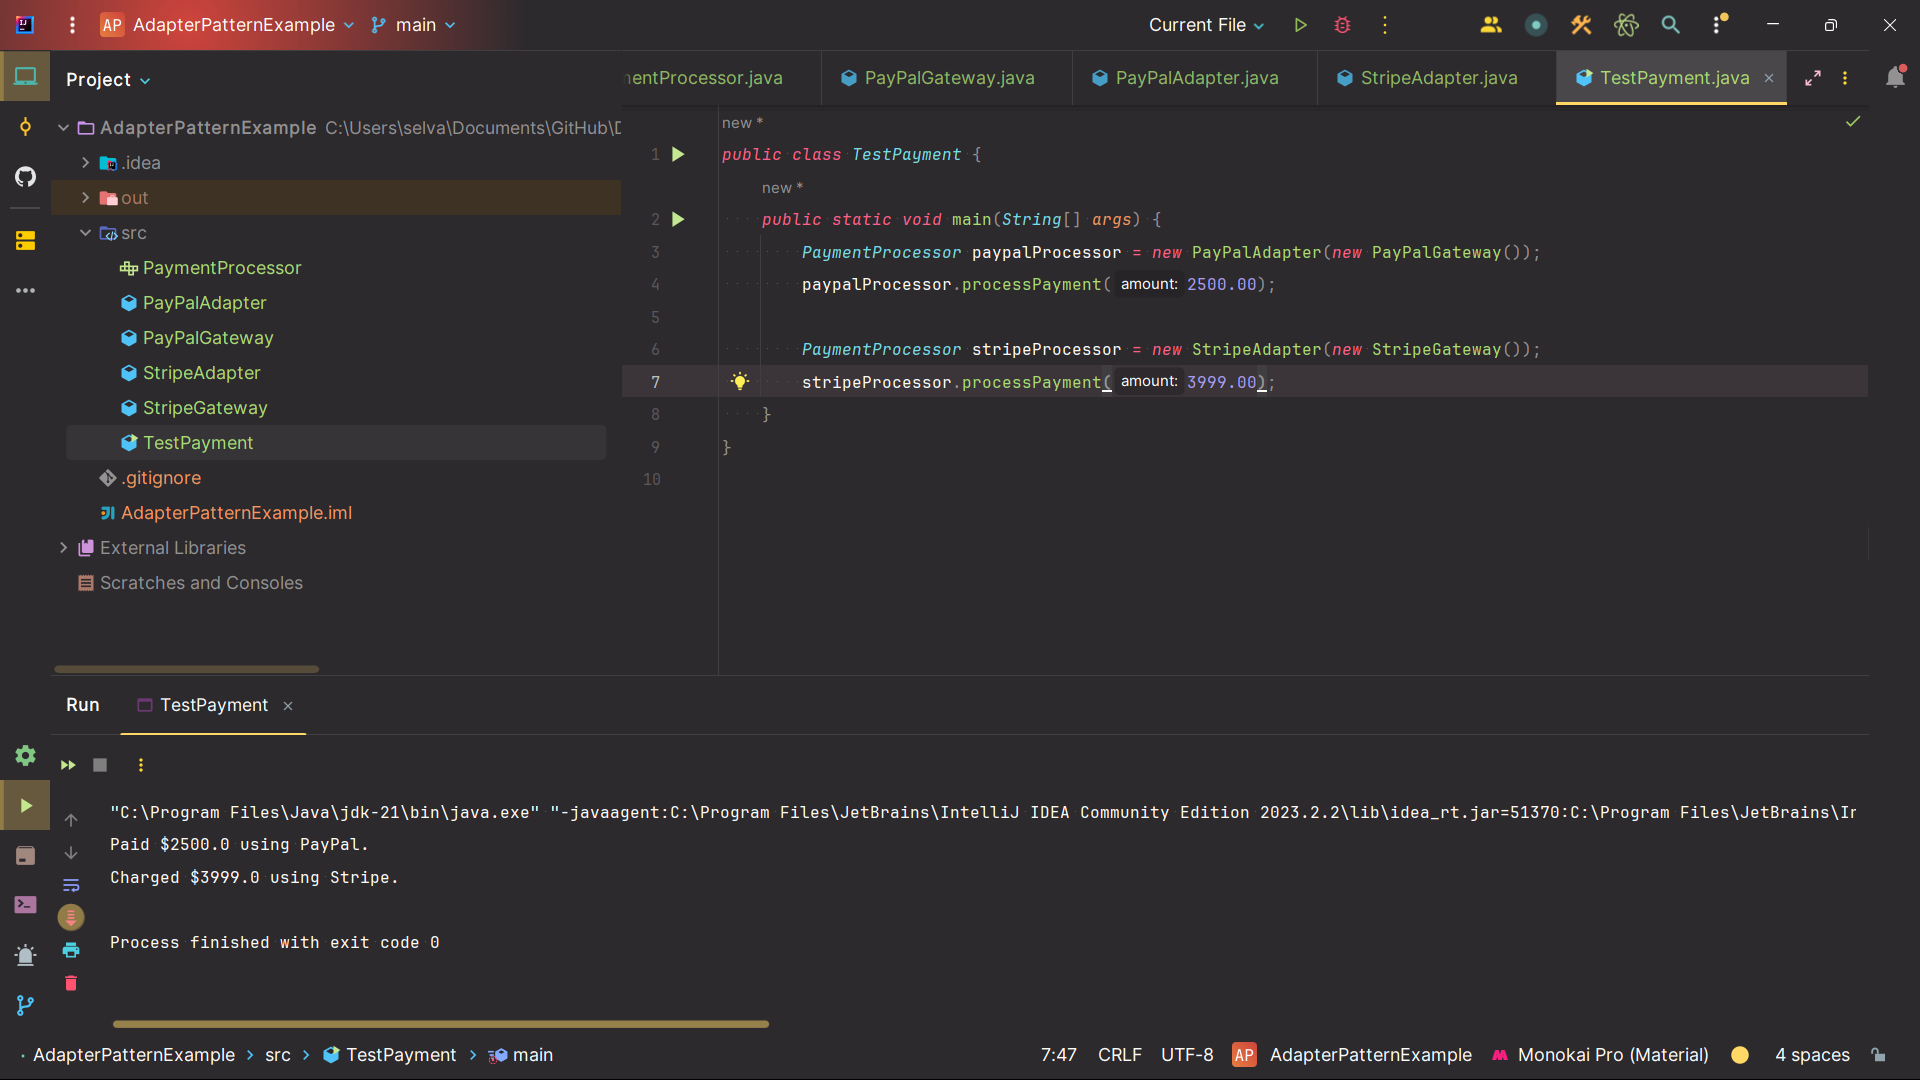 AP AdapterPatternExample main Current File
Project
AdapterPatternExample C:\Users\selva\Documents\GitHub\
.idea
out
src
PaymentProcessor
PayPalAdapter
PayPalGateway
StripeAdapter
StripeGateway
TestPayment
.gitignore
AdapterPatternExample.iml
External Libraries
Scratches and Consoles
mentProcessor.java PayPalGateway.java PayPalAdapter.java StripeAdapter.java TestPayment.java
new *
1 public class TestPayment {
new *
2 public static void main(String[] args) {
3 PaymentProcessor paypalProcessor = new PayPalAdapter(new PayPalGateway());
4 paypalProcessor.processPayment( amount: 2500.00);
5
6 PaymentProcessor stripeProcessor = new StripeAdapter(new StripeGateway());
7 stripeProcessor.processPayment( amount: 3999.00);
8 }
9 }
10
Run TestPayment
"C:\Program Files\Java\jdk-21\bin\java.exe" "-javaagent:C:\Program Files\JetBrains\IntelliJ IDEA Community Edition 2023.2.2\lib\idea_rt.jar=51370:C:\Program Files\JetBrains\In
Paid $2500.0 using PayPal.
Charged $3999.0 using Stripe.
Process finished with exit code 0
AdapterPatternExample > src > TestPayment > main 7:47 CRLF UTF-8 AP AdapterPatternExample Monokai Pro (Material) 4 spaces